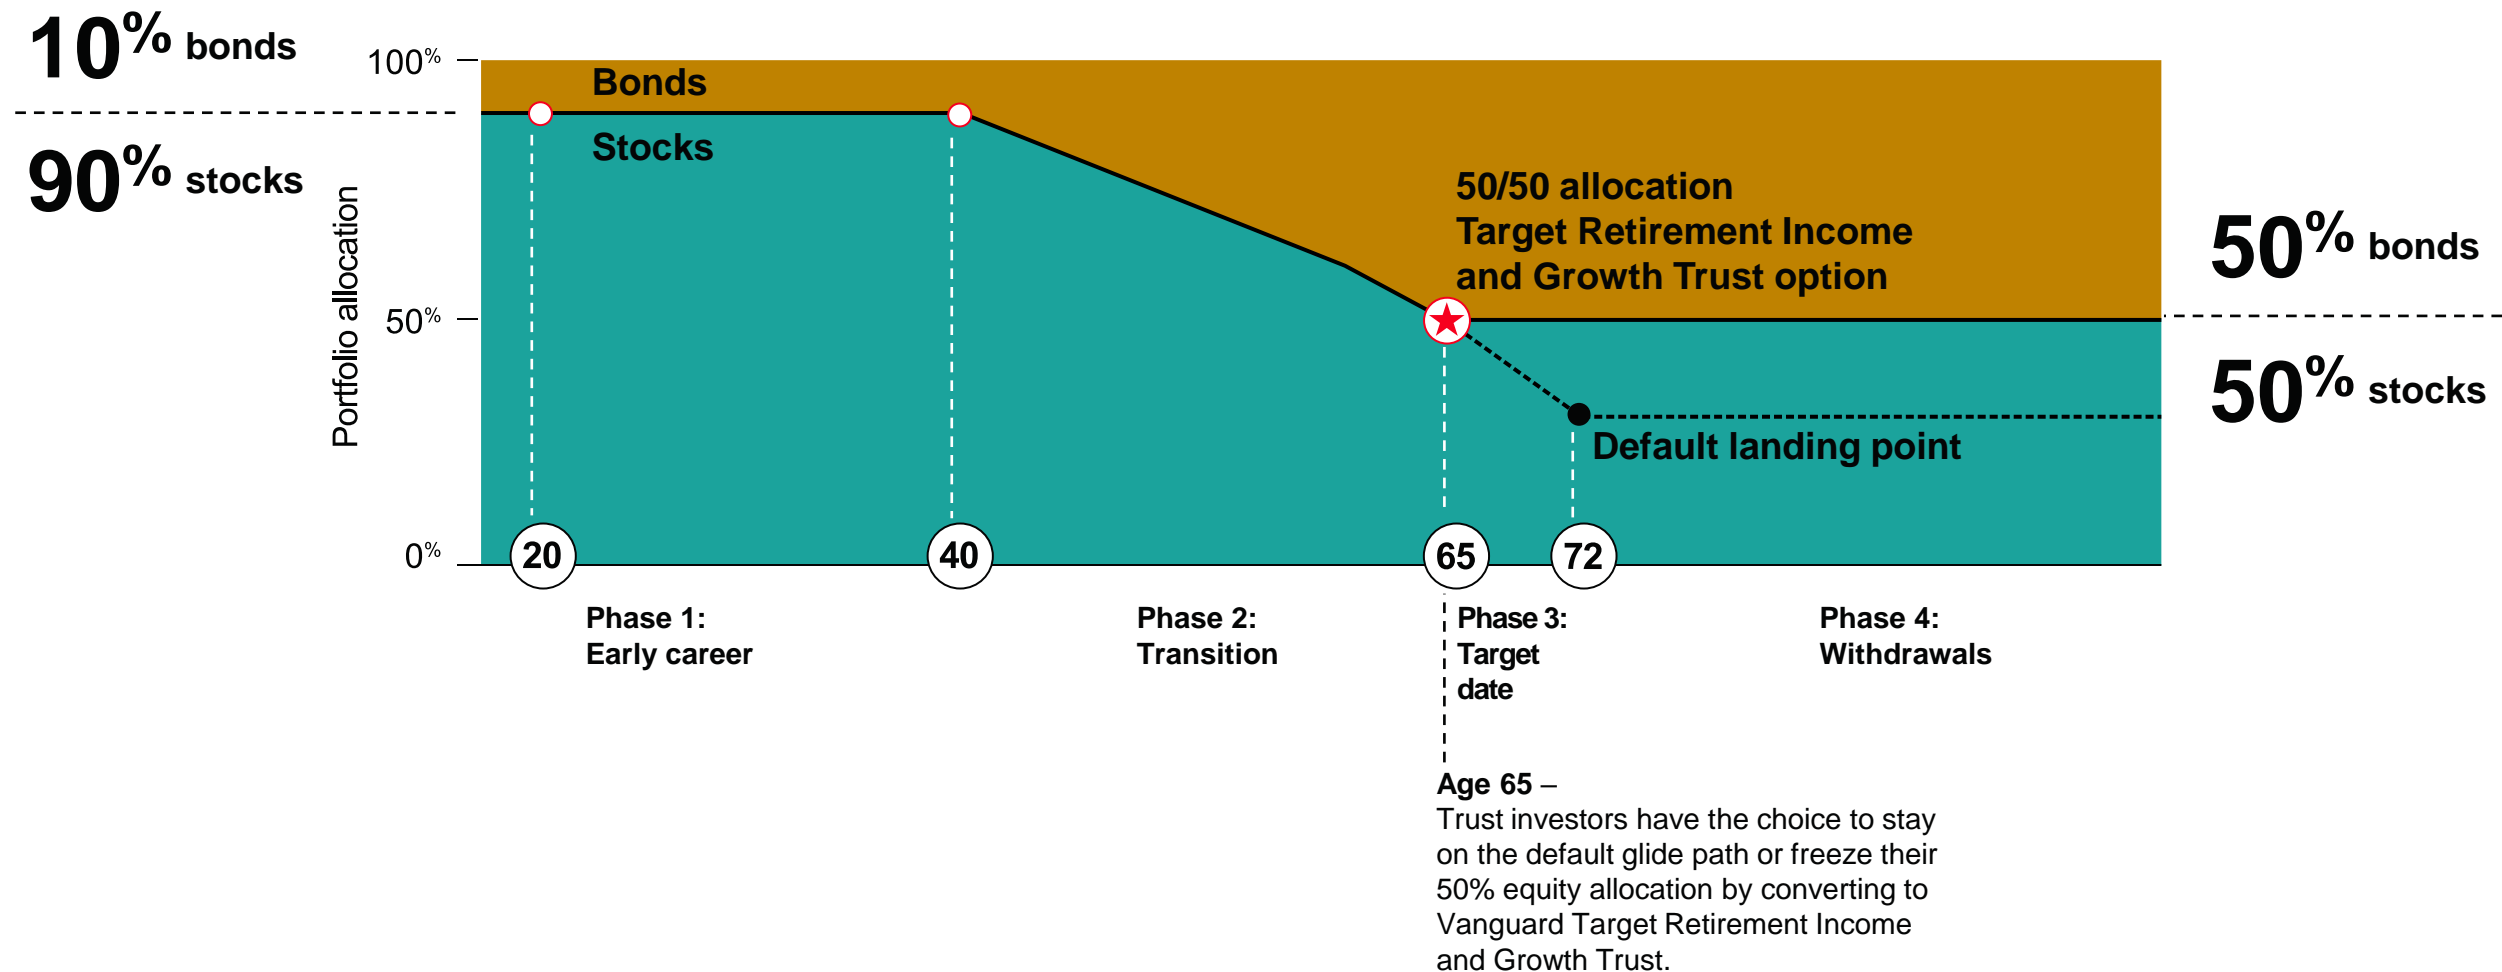 10% bonds
90% stocks
Portfolio allocation
100%
50%
0%
Bonds
Stocks
50/50 allocation
Target Retirement Income
and Growth Trust option
Default landing point
50% bonds
50% stocks
20
40
65
72
Phase 1:
Early career
Phase 2:
Transition
Phase 3:
Target
date
Phase 4:
Withdrawals
Age 65 –
Trust investors have the choice to stay
on the default glide path or freeze their
50% equity allocation by converting to
Vanguard Target Retirement Income
and Growth Trust.